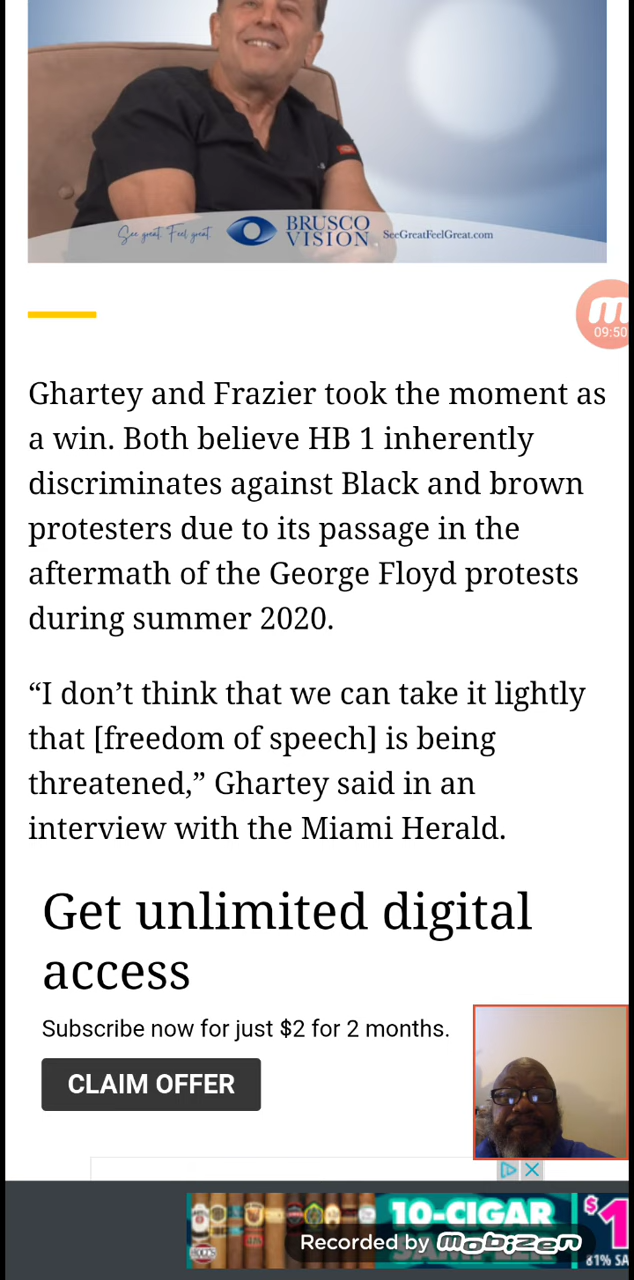 See great. Feel great.
BRUSCO
VISION
SeeGreatFeelGreat.com
09:50
Ghartey and Frazier took the moment as
a win. Both believe HB 1 inherently
discriminates against Black and brown
protesters due to its passage in the
aftermath of the George Floyd protests
during summer 2020.
“I don’t think that we can take it lightly
that [freedom of speech] is being
threatened,” Ghartey said in an
interview with the Miami Herald.
Get unlimited digital
access
Subscribe now for just $2 for 2 months.
CLAIM OFFER
10-CIGAR
$1
Recorded by Mobizen
81% SA